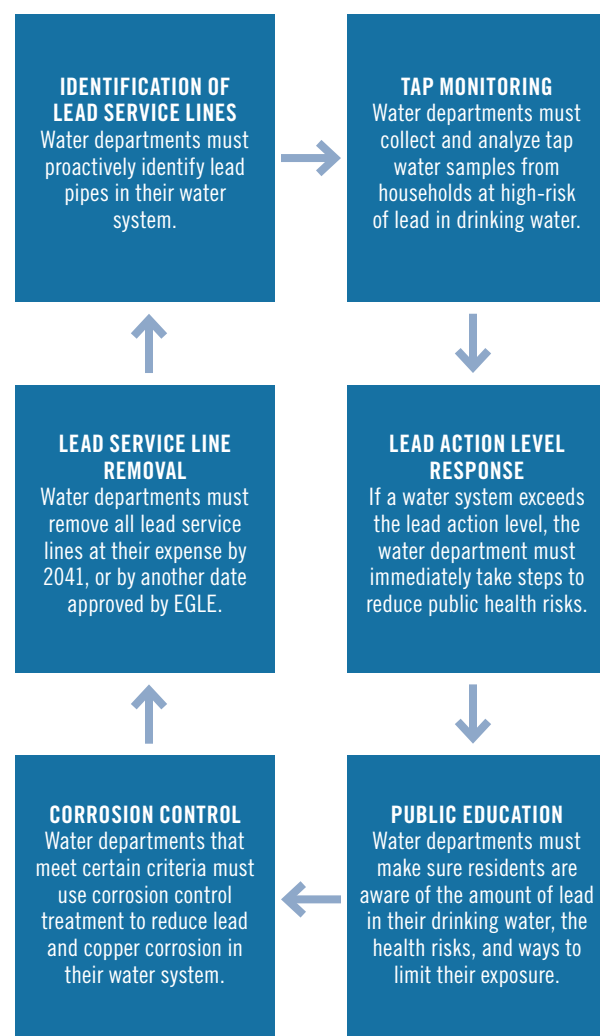 IDENTIFICATION OF
LEAD SERVICE LINES
Water departments must
proactively identify lead
pipes in their water
system.
TAP MONITORING
Water departments must
collect and analyze tap
water samples from
households at high-risk
of lead in drinking water.
LEAD ACTION LEVEL
RESPONSE
If a water system exceeds
the lead action level, the
water department must
immediately take steps to
reduce public health risks.
PUBLIC EDUCATION
Water departments must
make sure residents are
aware of the amount of lead
in their drinking water, the
health risks, and ways to
limit their exposure.
CORROSION CONTROL
Water departments that
meet certain criteria must
use corrosion control
treatment to reduce lead
and copper corrosion in
their water system.
LEAD SERVICE LINE
REMOVAL
Water departments must
remove all lead service
lines at their expense by
2041, or by another date
approved by EGLE.